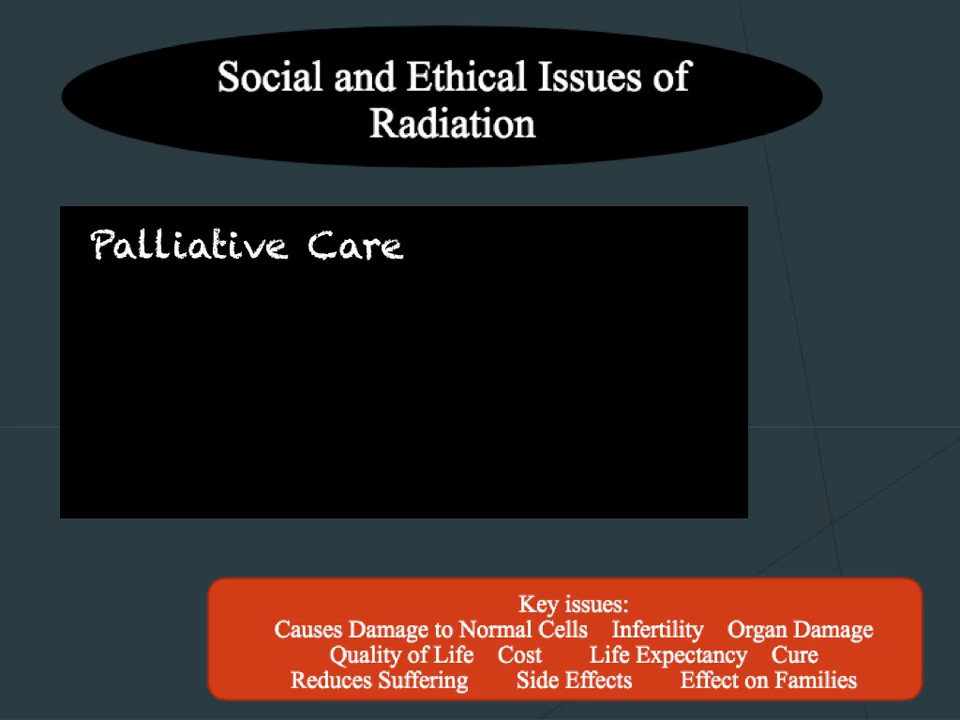 Social and Ethical Issues of
Radiation
Palliative Care
Key issues:
Causes Damage to Normal Cells Infertility Organ Damage
Quality of Life Cost Life Expectancy Cure
Reduces Suffering Side Effects Effect on Families